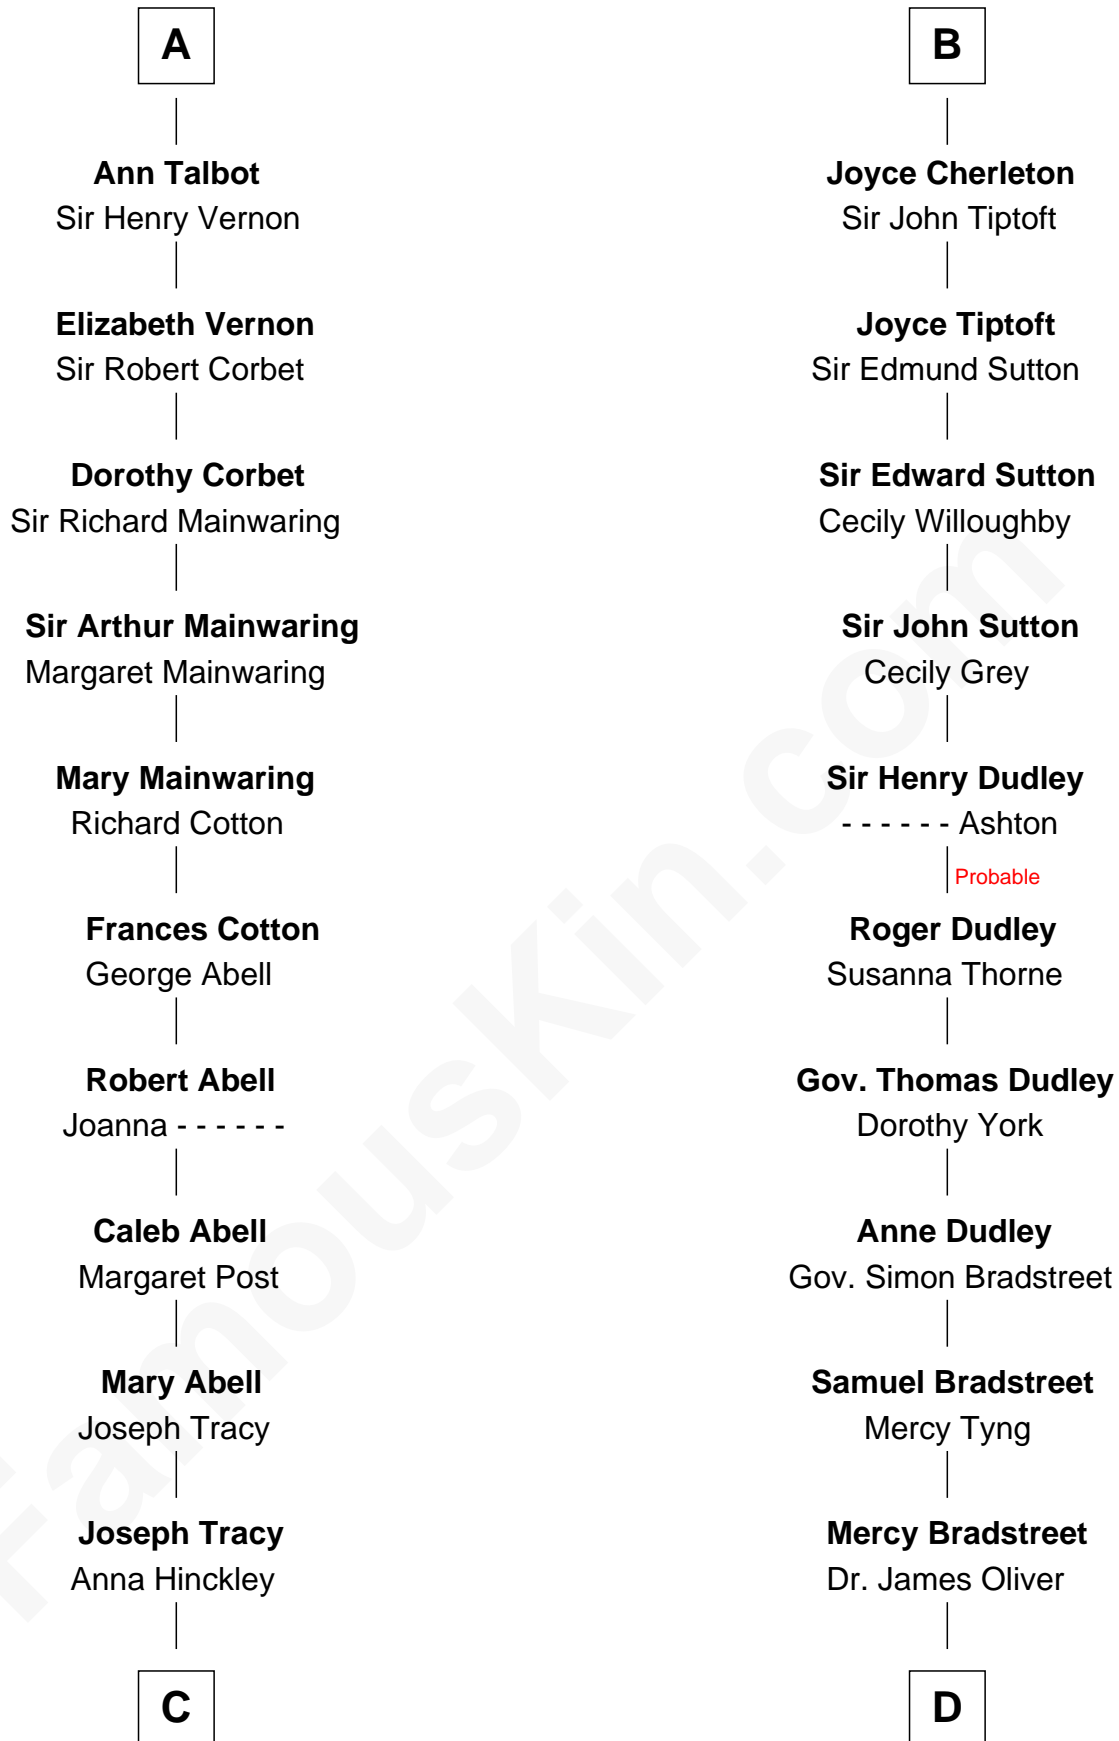 A
Ann Talbot
Sir Henry Vernon
Elizabeth Vernon
Sir Robert Corbet
Dorothy Corbet
Sir Richard Mainwaring
Sir Arthur Mainwaring
Margaret Mainwaring
Mary Mainwaring
Richard Cotton
Frances Cotton
George Abell
Robert Abell
Joanna - - - - - -
Caleb Abell
Margaret Post
Mary Abell
Joseph Tracy
Joseph Tracy
Anna Hinckley
C
B
Joyce Cherleton
Sir John Tiptoft
Joyce Tiptoft
Sir Edmund Sutton
Sir Edward Sutton
Cecily Willoughby
Sir John Sutton
Cecily Grey
Sir Henry Dudley
- - - - - - Ashton
Probable
Roger Dudley
Susanna Thorne
Gov. Thomas Dudley
Dorothy York
Anne Dudley
Gov. Simon Bradstreet
Samuel Bradstreet
Mercy Tyng
Mercy Bradstreet
Dr. James Oliver
D
FamousKin.com